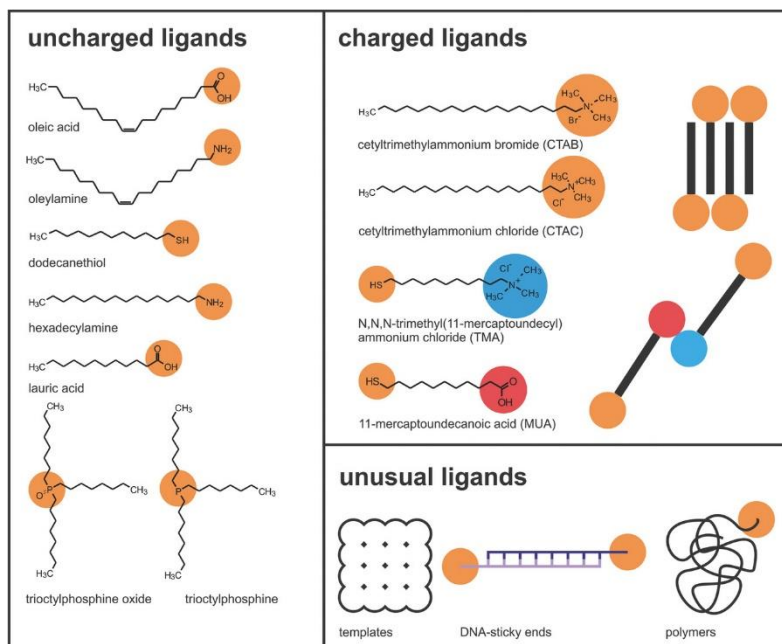 uncharged ligands
H₃C
O
OH
oleic acid
H₃C
NH₂
oleylamine
H₃C
SH
dodecanethiol
H₃C
NH₂
hexadecylamine
H₃C
O
OH
lauric acid
CH₃
O
P
CH₃
H₃C
trioctylphosphine oxide
CH₃
P
CH₃
H₃C
trioctylphosphine
charged ligands
H₃C
H₃C
CH₃
N⁺
CH₃
Br⁻
cetyltrimethylammonium bromide (CTAB)
H₃C
H₃C
CH₃
N⁺
CH₃
Cl⁻
cetyltrimethylammonium chloride (CTAC)
HS
Cl⁻
CH₃
N⁺
H₃C
CH₃
N,N,N-trimethyl(11-mercaptoundecyl)
ammonium chloride (TMA)
HS
O
OH
11-mercaptoundecanoic acid (MUA)
unusual ligands
templates
DNA-sticky ends
polymers